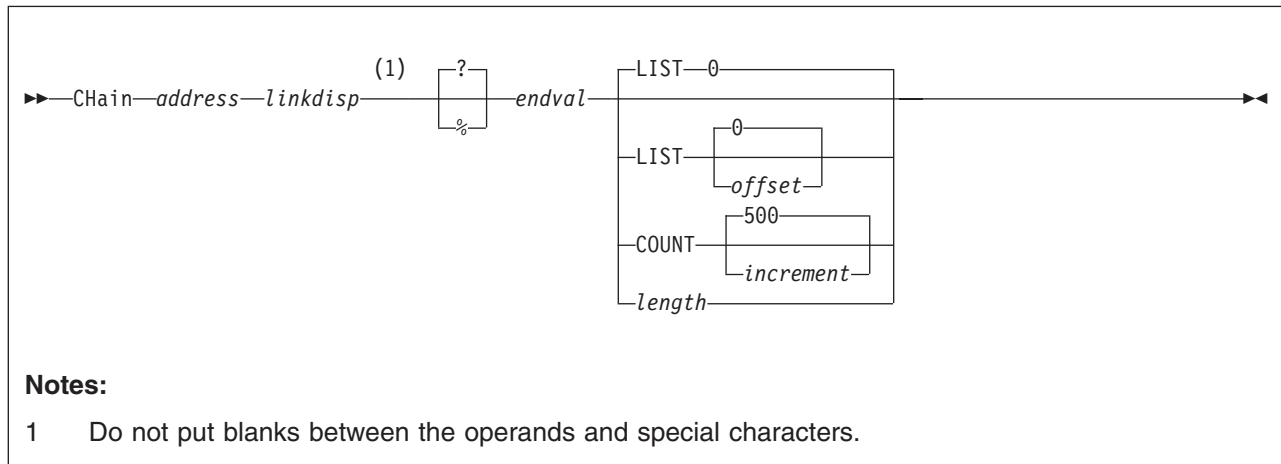 (1) ? LIST 0
►►—CHain—address—linkdisp endval ►◄
%
0
LIST
offset
500
COUNT
increment
length
Notes:
1 Do not put blanks between the operands and special characters.